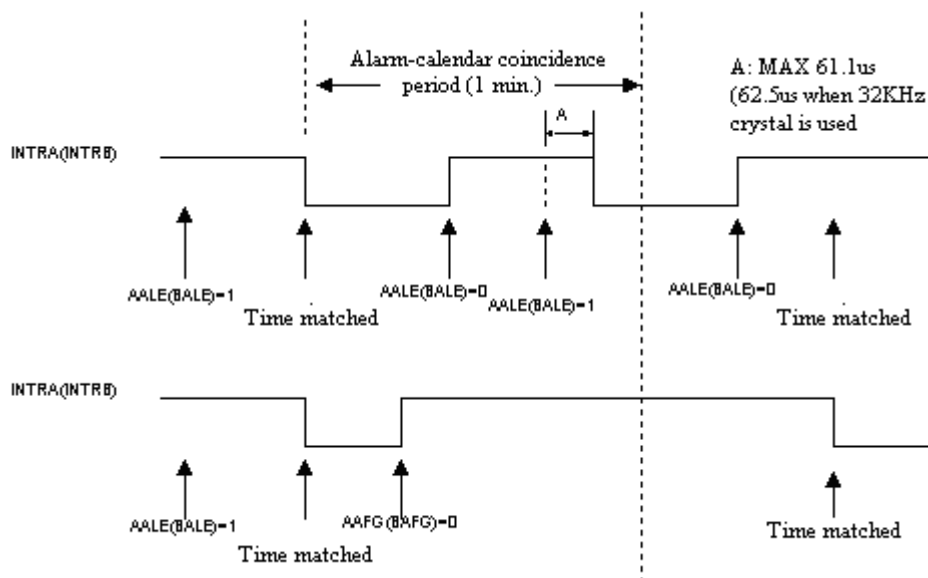 Alarm-calendar coincidence
period (1 min.)
A: MAX 61.1us
(62.5us when 32KHz
crystal is used
A
INTRA(INTRB)
AALE(BALE)=1
Time matched
AALE(BALE)=0
AALE(BALE)=1
AALE(BALE)=0
Time matched
INTRA(INTRB)
AALE(BALE)=1
Time matched
AAFG(BAFG)=0
Time matched